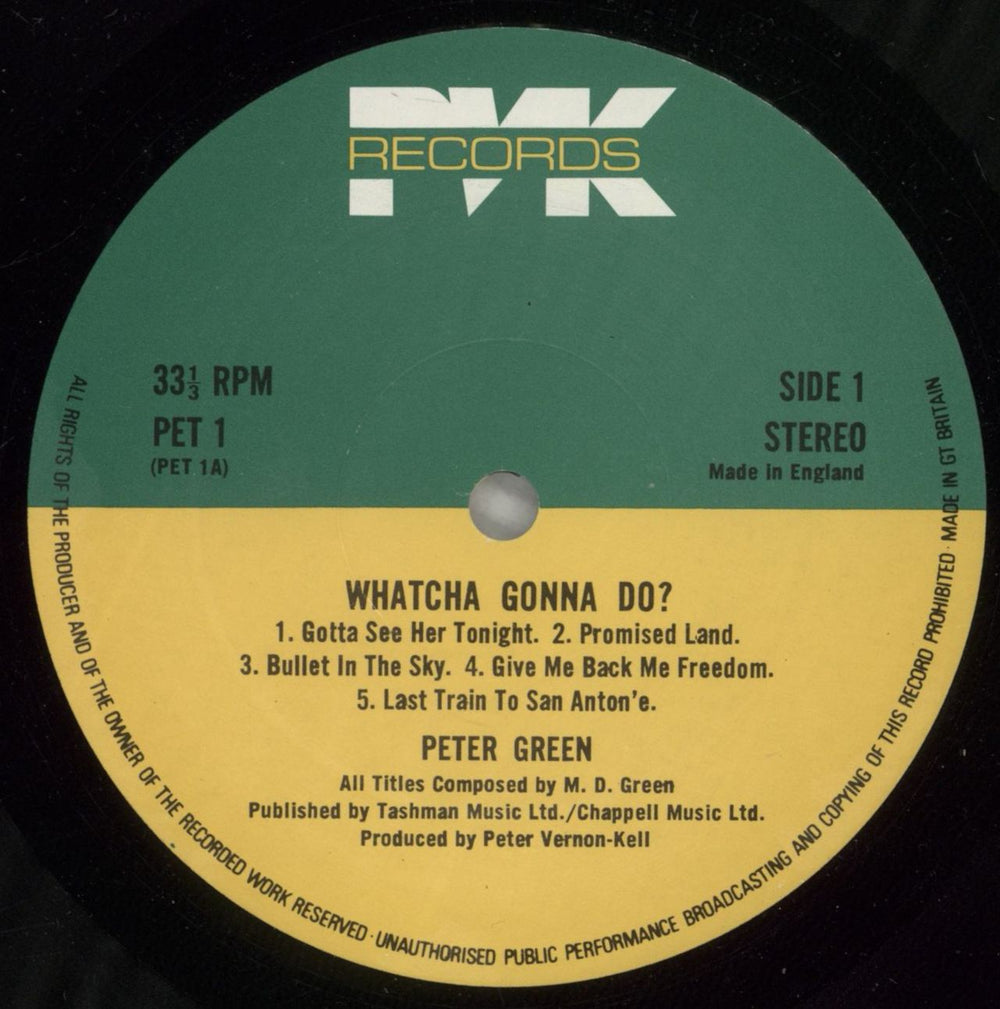 PVK
RECORDS
33⅓ RPM
PET 1
(PET 1A)
SIDE 1
STEREO
Made in England
WHATCHA GONNA DO?
1. Gotta See Her Tonight. 2. Promised Land.
3. Bullet In The Sky. 4. Give Me Back Me Freedom.
5. Last Train To San Anton'e.
PETER GREEN
All Titles Composed by M. D. Green
Published by Tashman Music Ltd./Chappell Music Ltd.
Produced by Peter Vernon-Kell
ALL RIGHTS OF THE PRODUCER AND OF THE OWNER OF THE RECORDED WORK RESERVED · UNAUTHORISED PUBLIC PERFORMANCE BROADCASTING AND COPYING OF THIS RECORD PROHIBITED · MADE IN GT BRITAIN